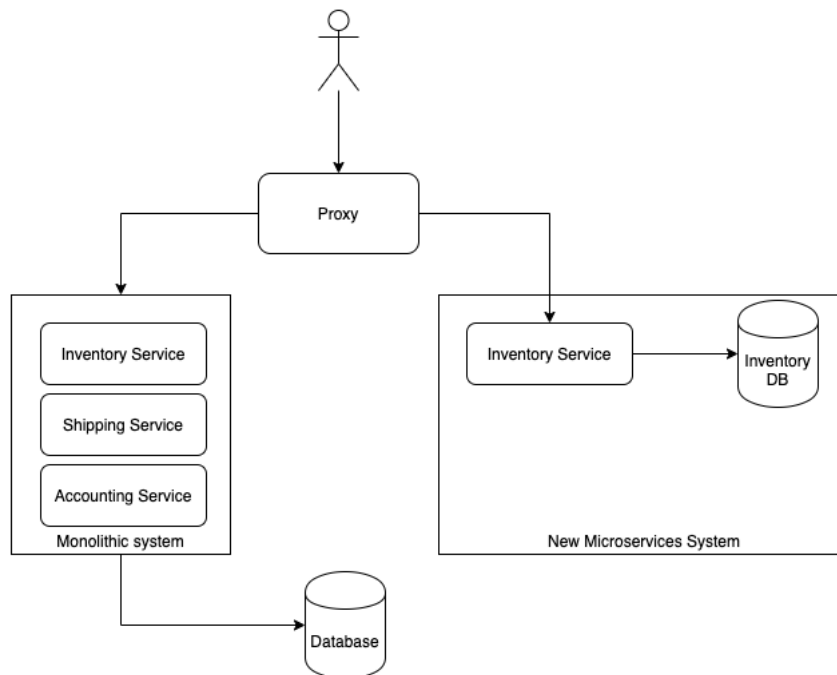 Proxy
Inventory Service
Shipping Service
Accounting Service
Monolithic system
Database
Inventory Service
Inventory
DB
New Microservices System